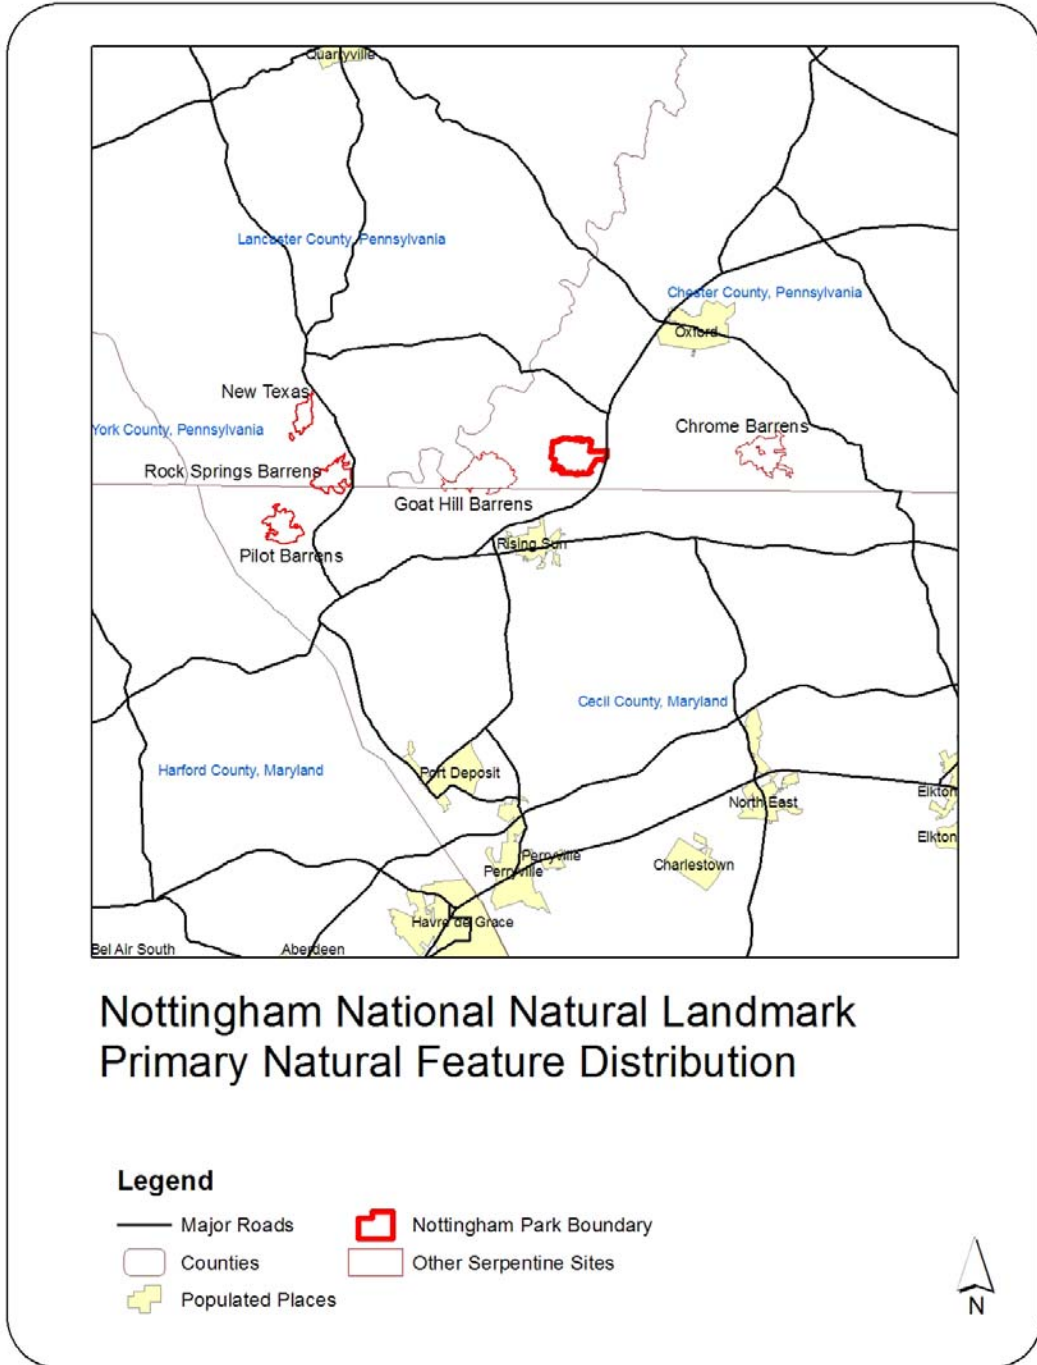 Quarryville
Lancaster County, Pennsylvania
Chester County, Pennsylvania
Oxford
New Texas
Chrome Barrens
York County, Pennsylvania
Rock Springs Barrens
Goat Hill Barrens
Rising Sun
Pilot Barrens
Cecil County, Maryland
Harford County, Maryland
Port Deposit
Elkton
North East
Elkton
Perryville
Charlestown
Perryville
Havre de Grace
Bel Air South
Aberdeen
Nottingham National Natural Landmark
Primary Natural Feature Distribution
Legend
Major Roads
Nottingham Park Boundary
Counties
Other Serpentine Sites
Populated Places
N